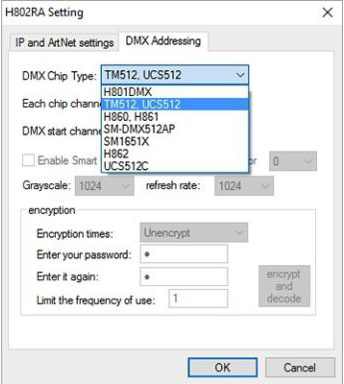 H802RA Setting
IP and ArtNet settings DMX Addressing
DMX Chip Type: TM512, UCS512
H801DMX
Each chip chann TM512, UCS512
H860, H861
DMX start channe SM-DMX512AP
SM1651X
Enable Smart H862 or 0
UCS512C
Grayscale: 1024 refresh rate: 1024
encryption
Encryption times: Unencrypt
Enter your password:
Enter it again:
encrypt and decode
Limit the frequency of use: 1
OK Cancel